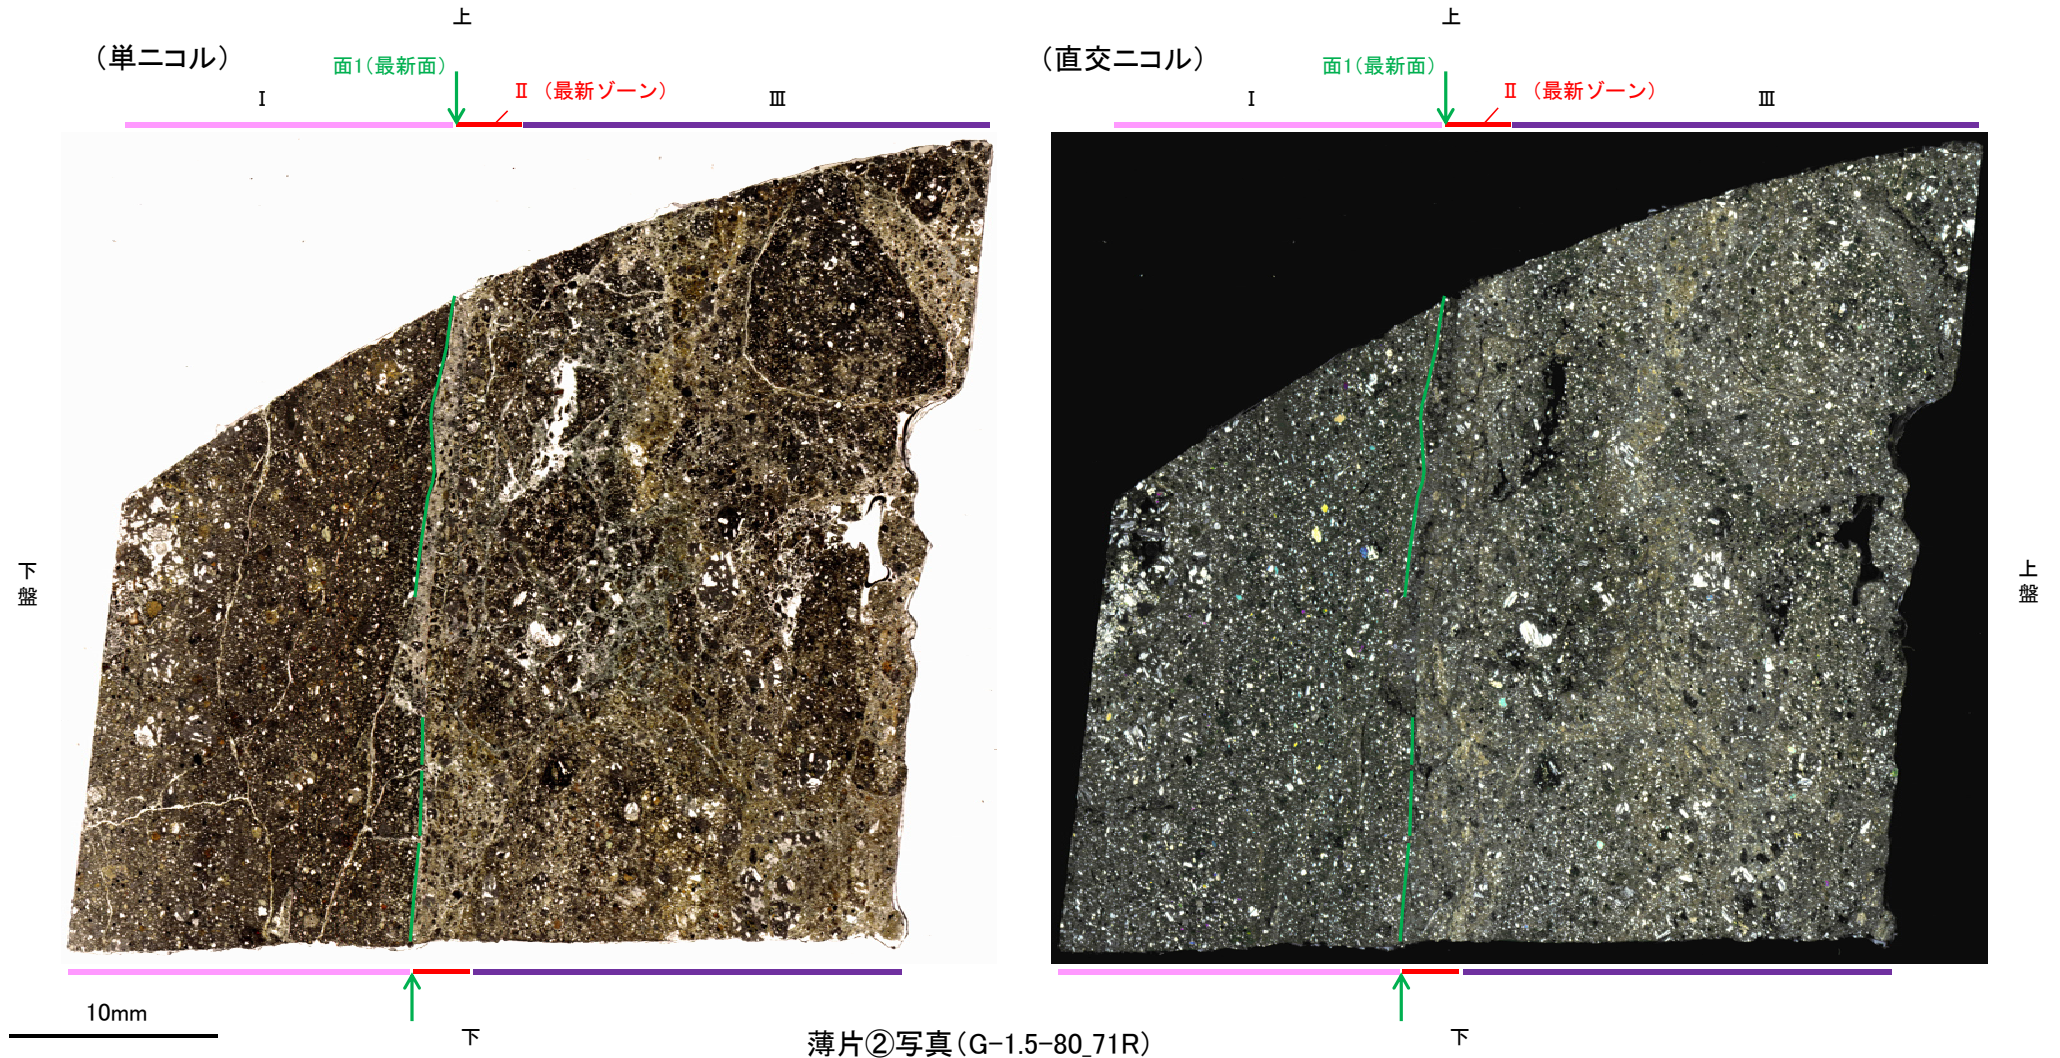 上
(単ニコル)
面1(最新面)
Ⅱ (最新ゾーン)
Ⅰ
Ⅲ
下盤
10mm
下
上
(直交ニコル)
面1(最新面)
Ⅱ (最新ゾーン)
Ⅰ
Ⅲ
上盤
下
薄片②写真(G-1.5-80_71R)